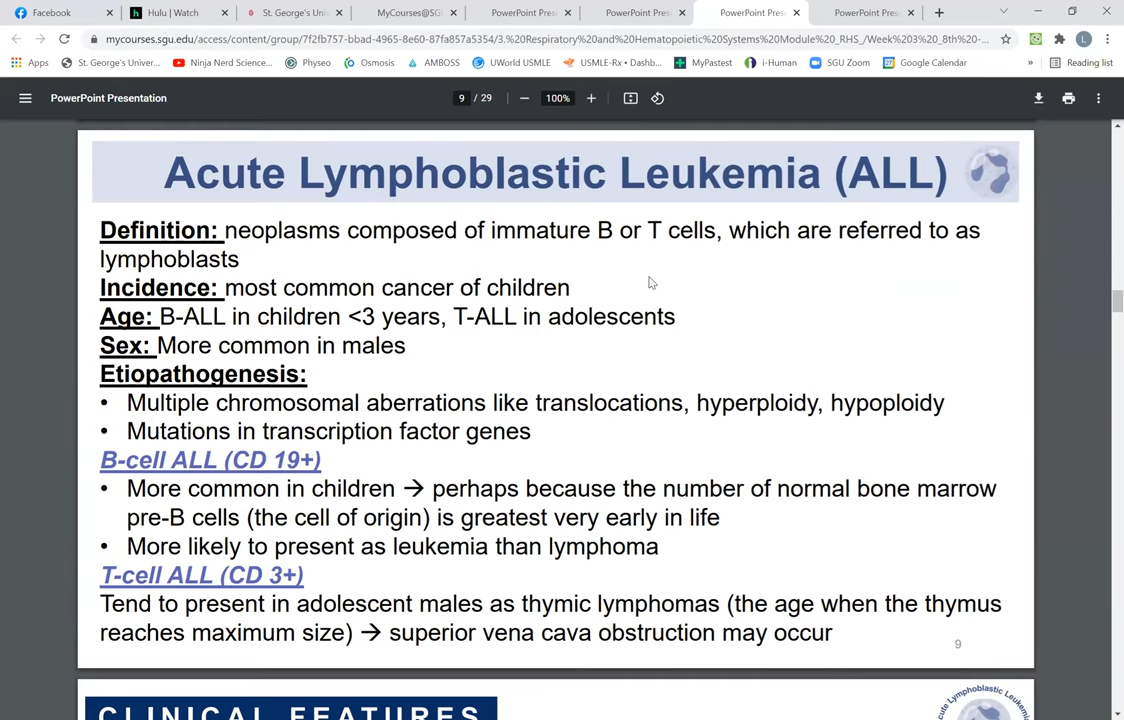 Facebook
Hulu | Watch
St. George's Uni
MyCourses@SG
PowerPoint Pres
PowerPoint Pres
PowerPoint Pres
PowerPoint Pres
mycourses.sgu.edu/access/content/group/7f2fb757-bbad-4965-8e60-87fa857a5354/3.%20Respiratory%20and%20Hematopoietic%20Systems%20Module%20_RHS_/Week%203%20_8th%20-...
Apps
St. George's Univer...
Ninja Nerd Science...
Physeo
Osmosis
AMBOSS
UWorld USMLE
USMLE-Rx • Dashb...
MyPastest
i-Human
SGU Zoom
Google Calendar
»
Reading list
PowerPoint Presentation
9 / 29
100%
Acute Lymphoblastic Leukemia (ALL)
Definition: neoplasms composed of immature B or T cells, which are referred to as
lymphoblasts
Incidence: most common cancer of children
Age: B-ALL in children <3 years, T-ALL in adolescents
Sex: More common in males
Etiopathogenesis:
• Multiple chromosomal aberrations like translocations, hyperploidy, hypoploidy
• Mutations in transcription factor genes
B-cell ALL (CD 19+)
• More common in children → perhaps because the number of normal bone marrow
pre-B cells (the cell of origin) is greatest very early in life
• More likely to present as leukemia than lymphoma
T-cell ALL (CD 3+)
Tend to present in adolescent males as thymic lymphomas (the age when the thymus
reaches maximum size) → superior vena cava obstruction may occur
9
CLINICAL FEATURES
Acute Lymphoblastic Leukemi